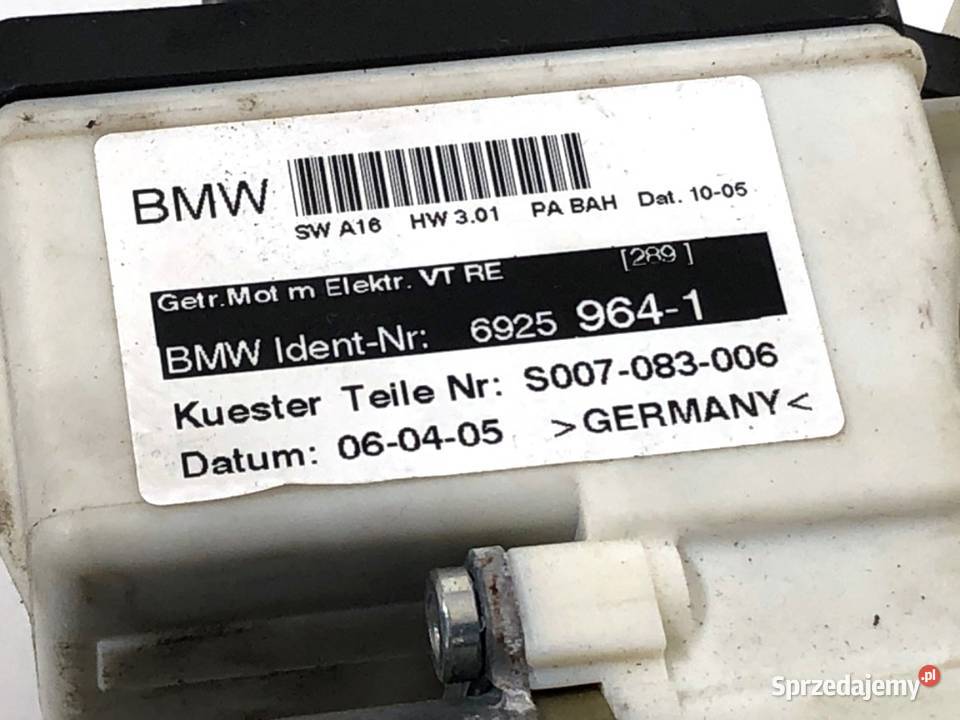 BMW
SW A16 HW 3.01 PA BAH Dat. 10-05
Getr.Mot m Elektr. VT RE [289 ]
BMW Ident-Nr: 6925 964-1
Kuester Teile Nr: S007-083-006
Datum: 06-04-05 >GERMANY<
Sprzedajemy.pl